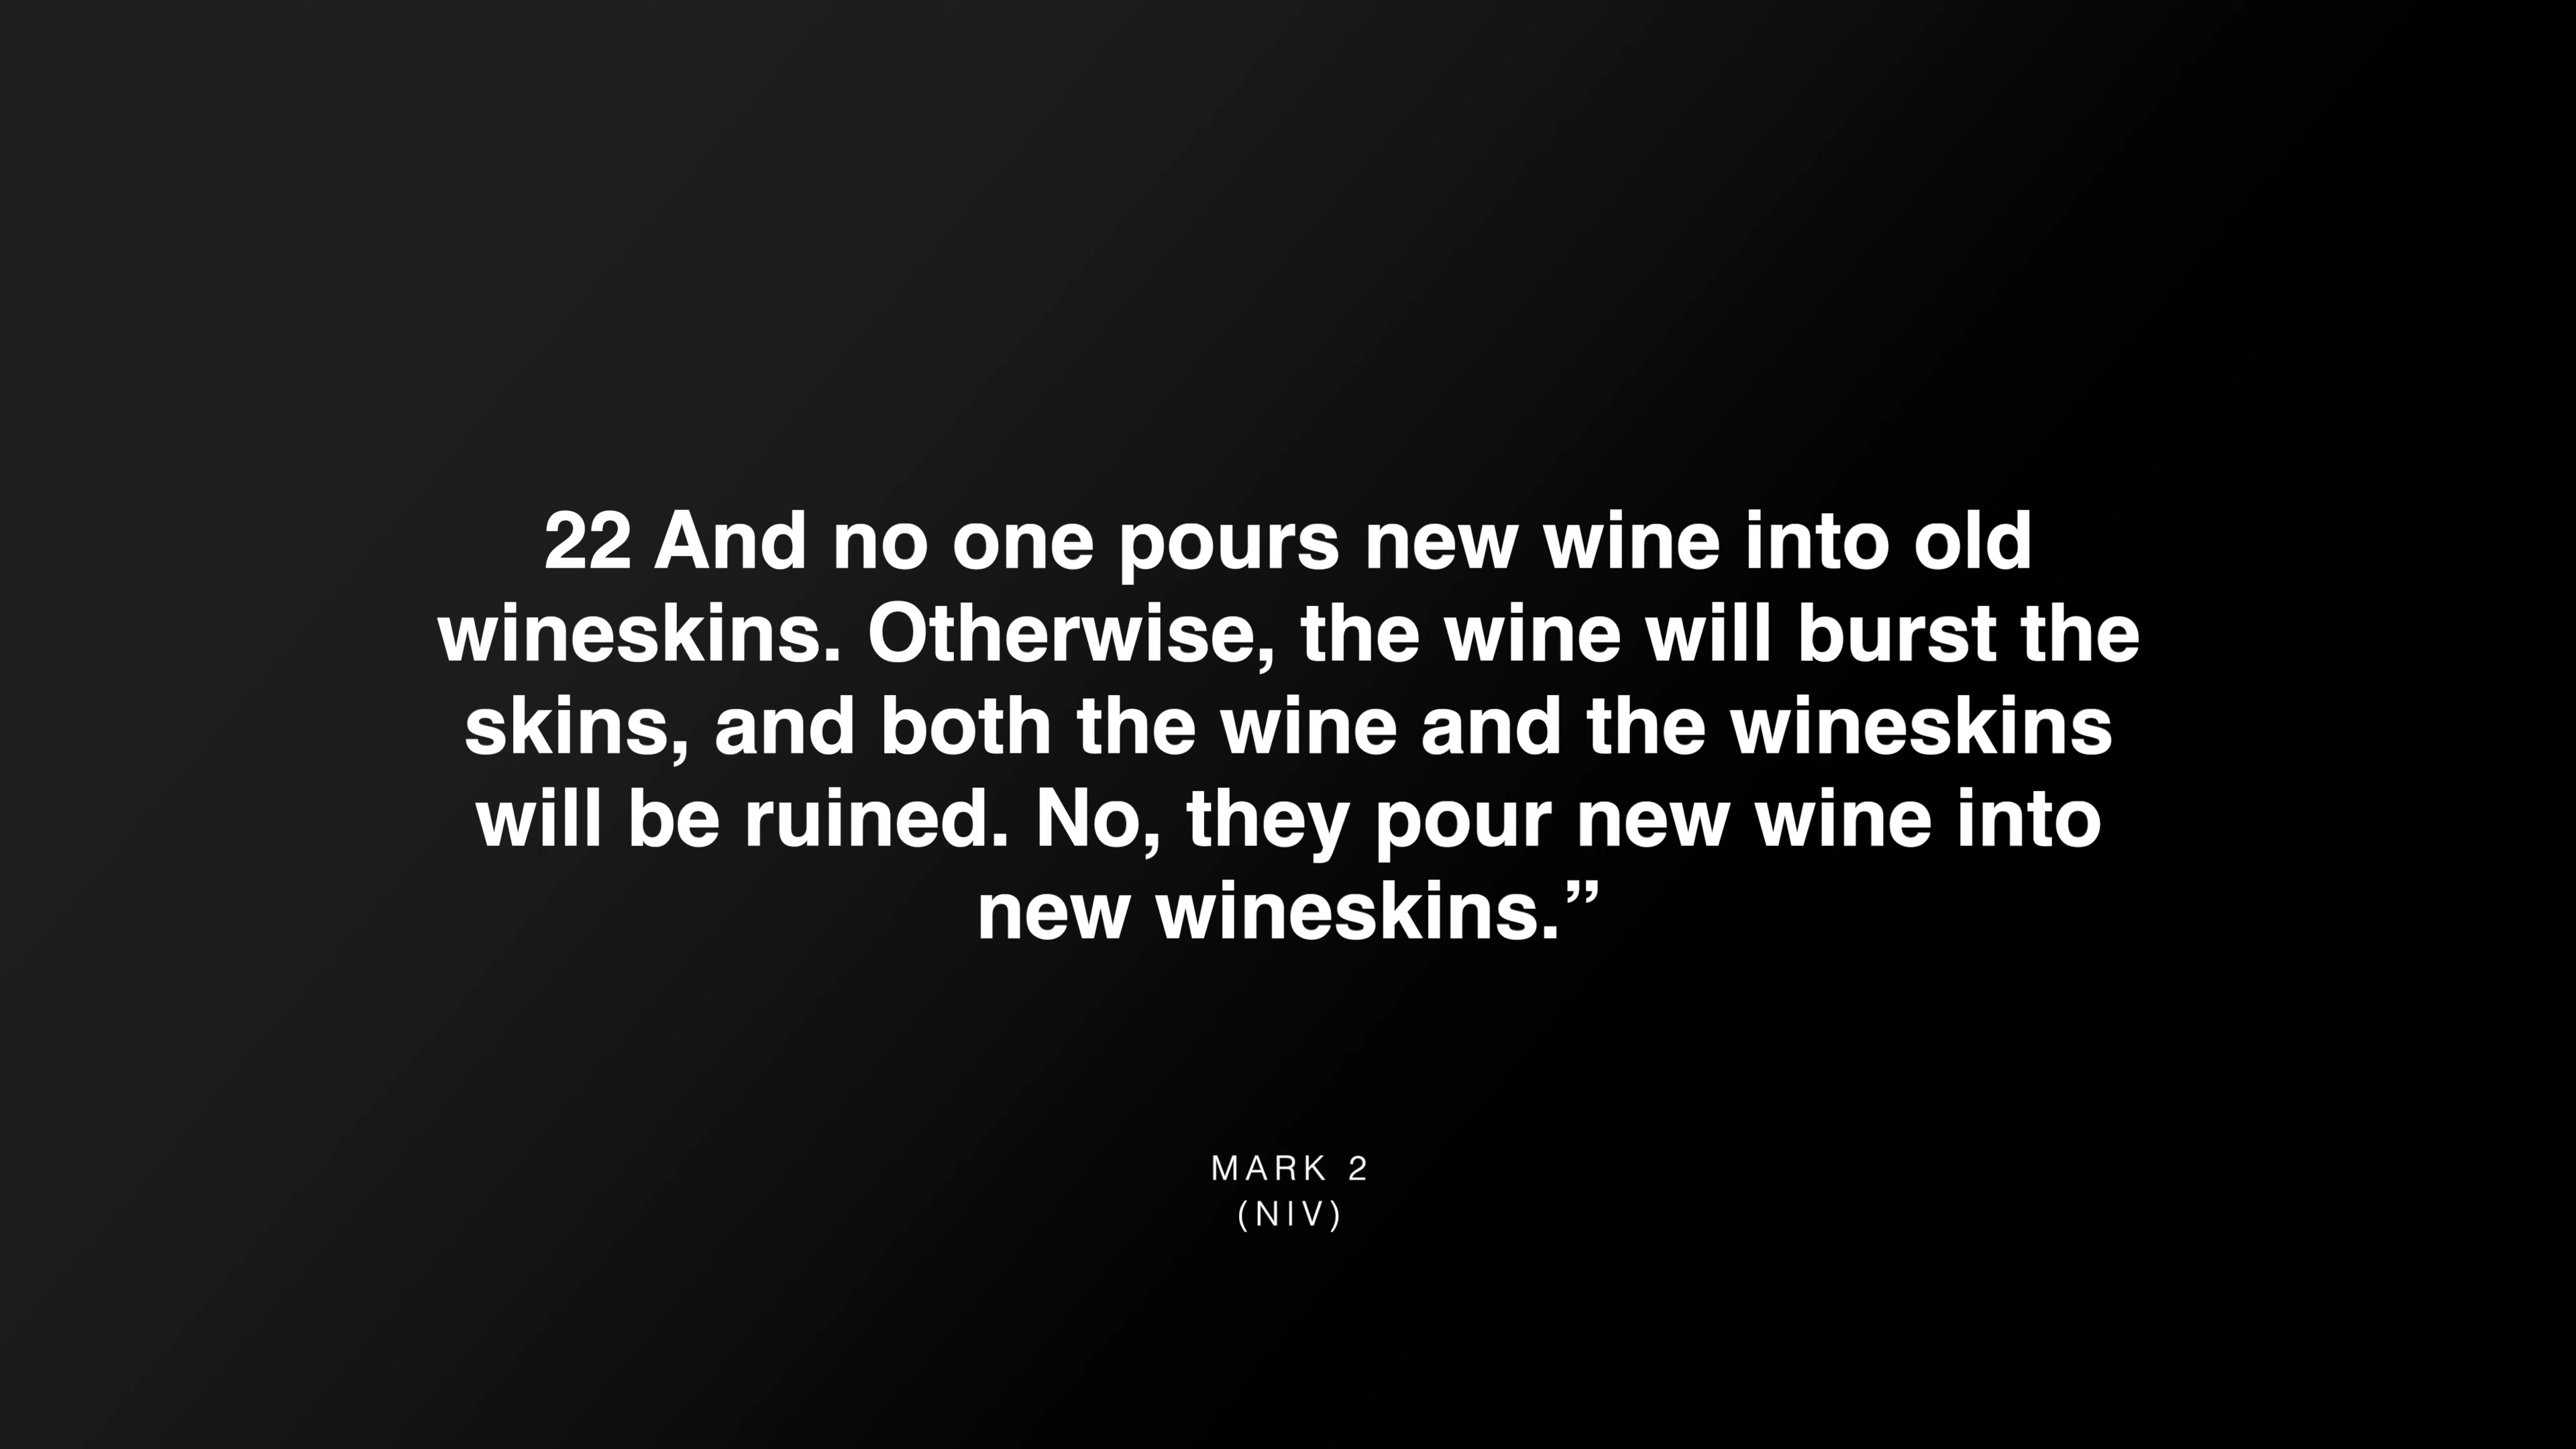 22 And no one pours new wine into old
wineskins. Otherwise, the wine will burst the
skins, and both the wine and the wineskins
will be ruined. No, they pour new wine into
new wineskins.”
MARK 2
(NIV)